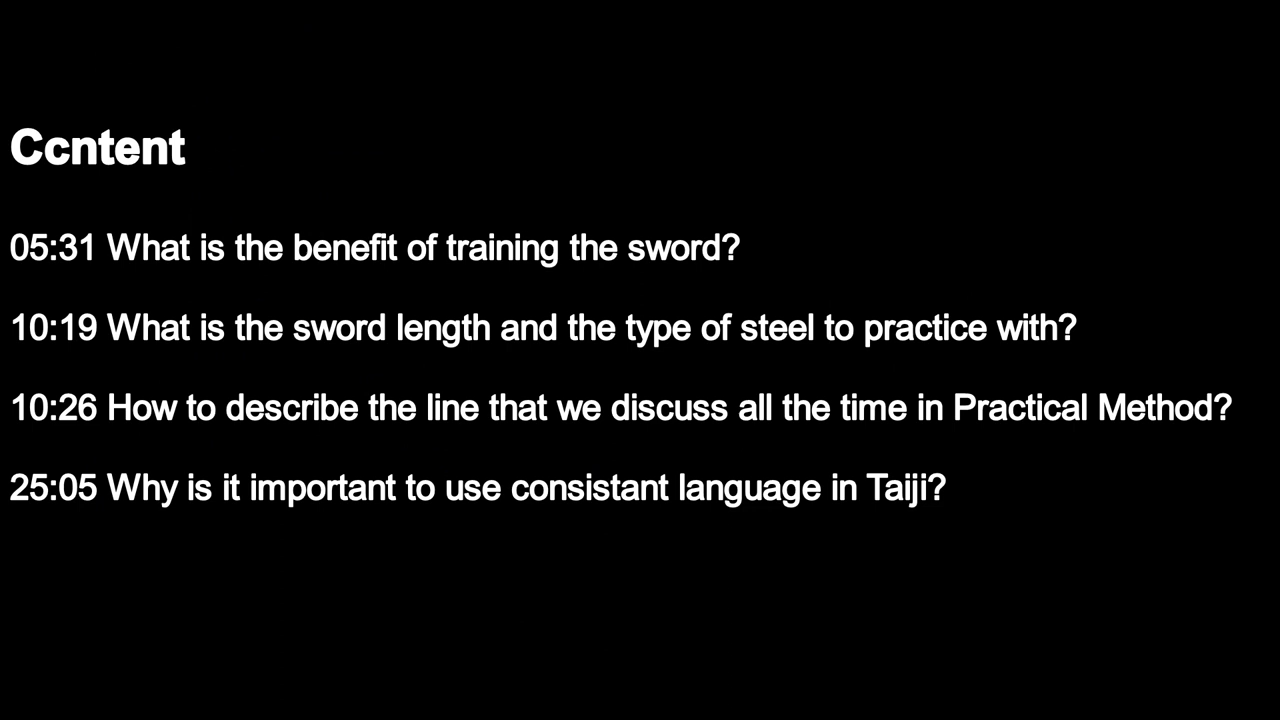 Ccntent
05:31 What is the benefit of training the sword?
10:19 What is the sword length and the type of steel to practice with?
10:26 How to describe the line that we discuss all the time in Practical Method?
25:05 Why is it important to use consistant language in Taiji?